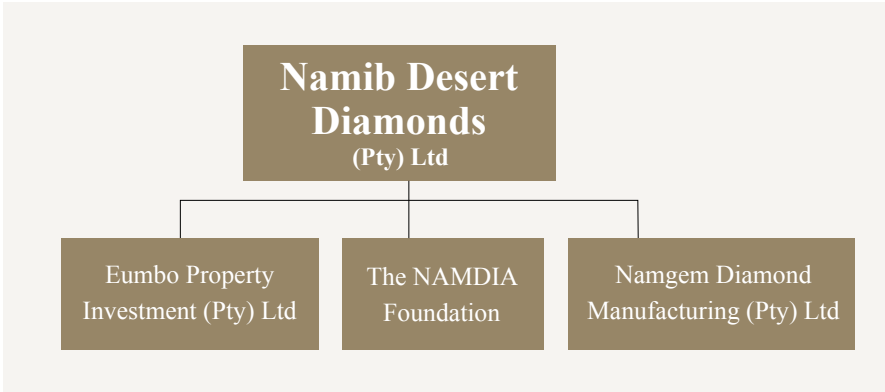 Namib Desert
Diamonds
(Pty) Ltd
Eumbo Property
Investment (Pty) Ltd
The NAMDIA
Foundation
Namgem Diamond
Manufacturing (Pty) Ltd